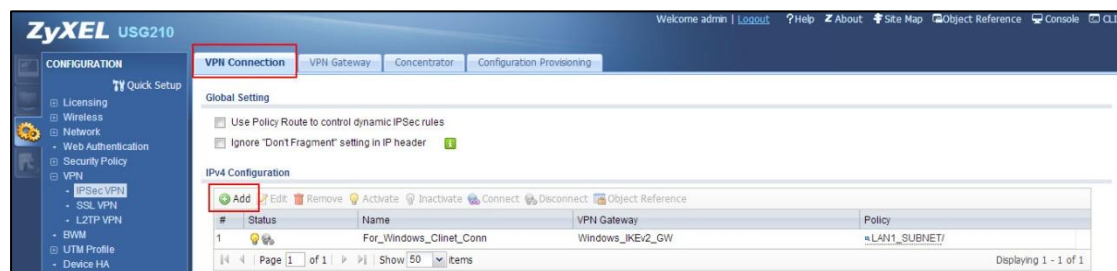 ZyXEL USG210
Welcome admin | Logout ?Help Z About Site Map Object Reference Console CLI
CONFIGURATION
Quick Setup
Licensing
Wireless
Network
Web Authentication
Security Policy
VPN
IPSec VPN
SSL VPN
L2TP VPN
BWM
UTM Profile
Device HA
VPN Connection VPN Gateway Concentrator Configuration Provisioning
Global Setting
Use Policy Route to control dynamic IPSec rules
Ignore "Don't Fragment" setting in IP header
IPv4 Configuration
Add Edit Remove Activate Inactivate Connect Disconnect Object Reference
# Status Name VPN Gateway Policy
1 For_Windows_Clinet_Conn Windows_IKEv2_GW LAN1_SUBNET/
Page 1 of 1 Show 50 items Displaying 1 - 1 of 1